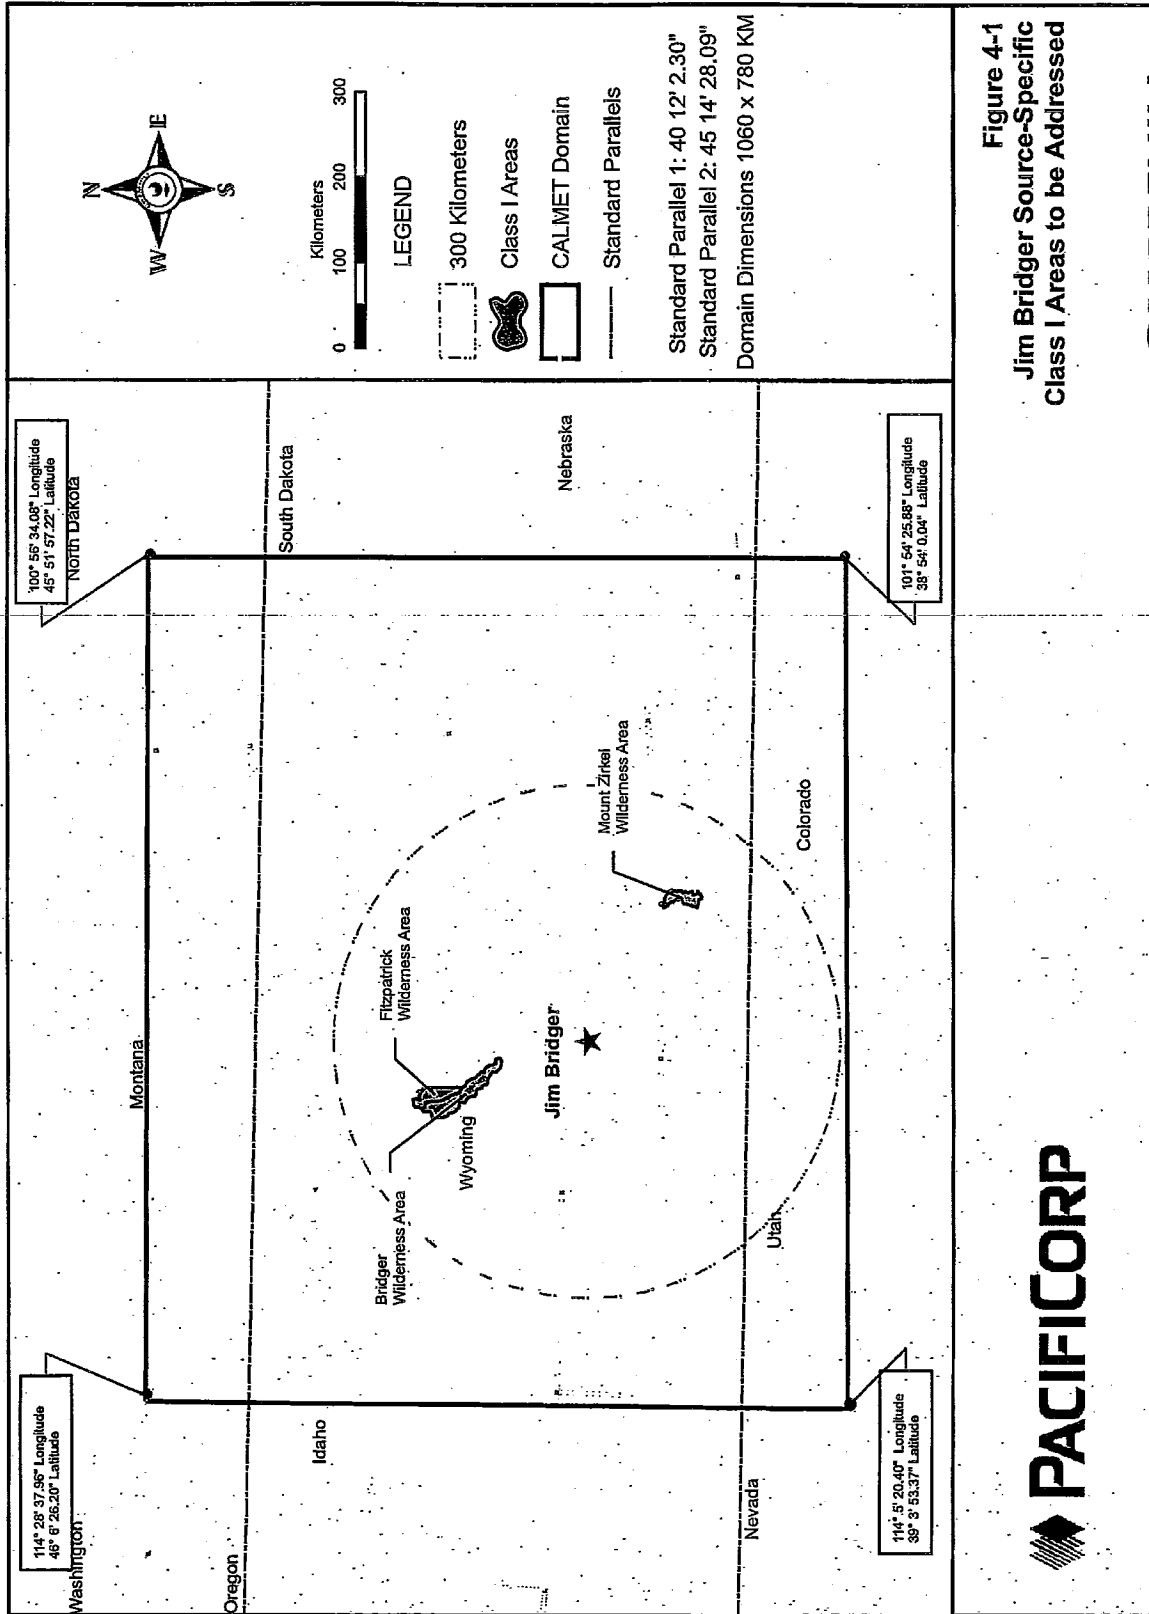 114° 28' 37.96" Longitude
46° 6' 26.20" Latitude
Washington
Montana
100° 56' 34.08" Longitude
45° 51' 57.22" Latitude
North Dakota
Oregon
Idaho
South Dakota
Bridger
Wilderness Area
Fitzpatrick
Wilderness Area
Wyoming
Jim Bridger
Mount Zirkel
Wilderness Area
Nebraska
Nevada
Utah
Colorado
114° 5' 20.40" Longitude
39° 3' 53.37" Latitude
101° 54' 25.88" Longitude
38° 54' 0.04" Latitude
N
W
E
S
Kilometers
0 100 200 300
LEGEND
300 Kilometers
Class I Areas
CALMET Domain
Standard Parallels
Standard Parallel 1: 40 12' 2.30"
Standard Parallel 2: 45 14' 28.09"
Domain Dimensions 1060 x 780 KM
PACIFICORP
Figure 4-1
Jim Bridger Source-Specific
Class I Areas to be Addressed